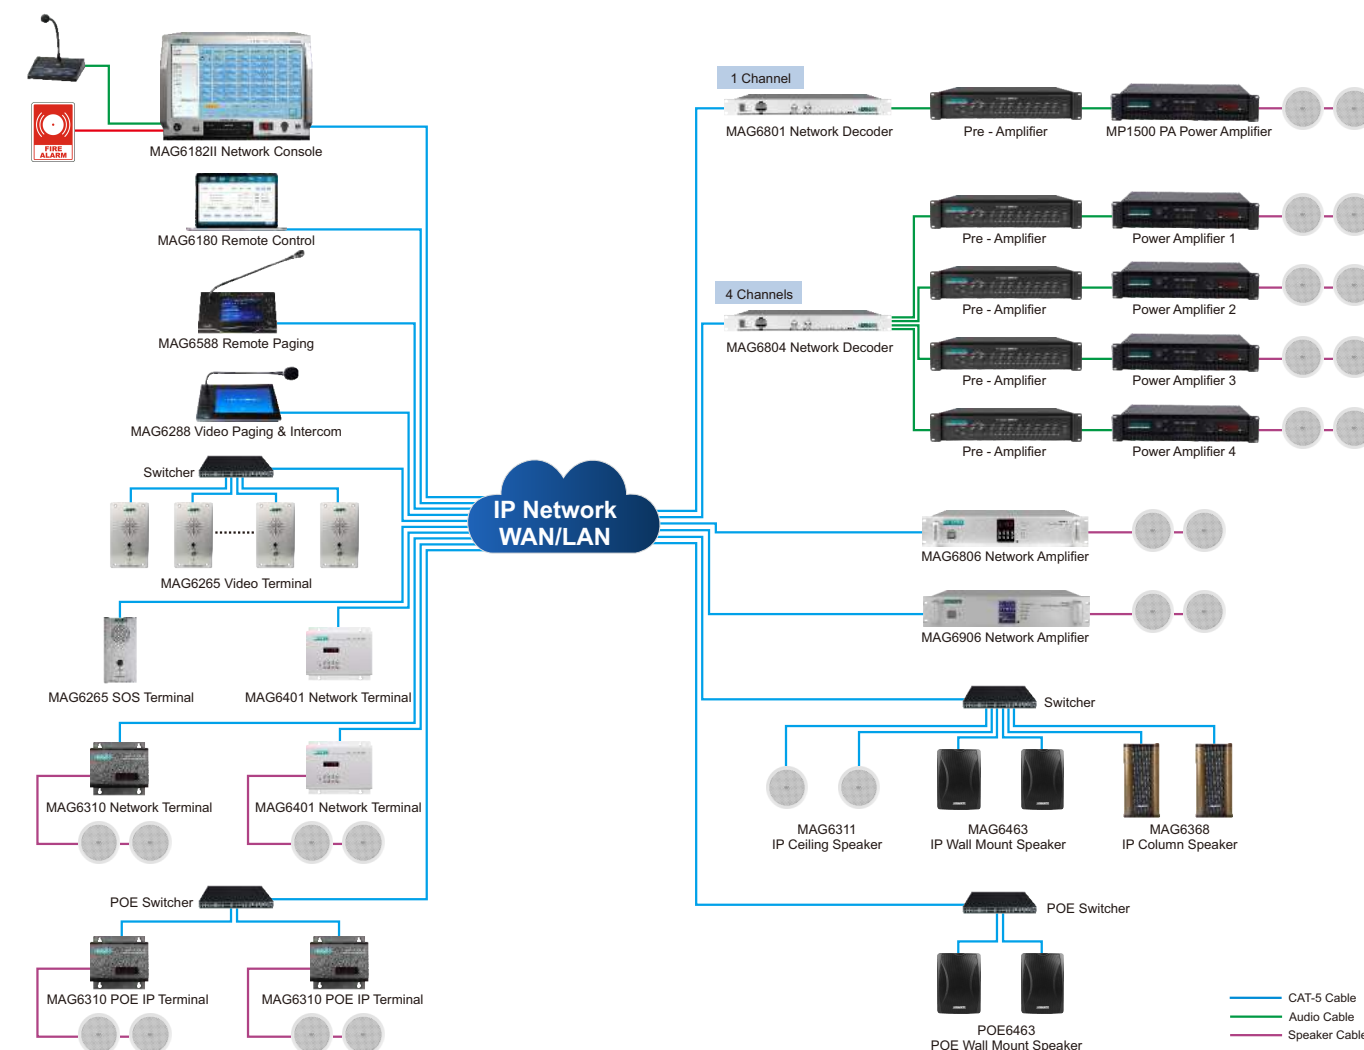 FIRE
ALARM
MAG6182II Network Console
MAG6180 Remote Control
MAG6588 Remote Paging
MAG6288 Video Paging & Intercom
Switcher
MAG6265 Video Terminal
MAG6265 SOS Terminal
MAG6401 Network Terminal
MAG6310 Network Terminal
MAG6401 Network Terminal
POE Switcher
MAG6310 POE IP Terminal
MAG6310 POE IP Terminal
IP Network
WAN/LAN
1 Channel
MAG6801 Network Decoder
Pre - Amplifier
MP1500 PA Power Amplifier
Pre - Amplifier
Power Amplifier 1
4 Channels
Pre - Amplifier
Power Amplifier 2
MAG6804 Network Decoder
Pre - Amplifier
Power Amplifier 3
Pre - Amplifier
Power Amplifier 4
MAG6806 Network Amplifier
MAG6906 Network Amplifier
Switcher
MAG6311
IP Ceiling Speaker
MAG6463
IP Wall Mount Speaker
MAG6368
IP Column Speaker
POE Switcher
POE6463
POE Wall Mount Speaker
CAT-5 Cable
Audio Cable
Speaker Cable